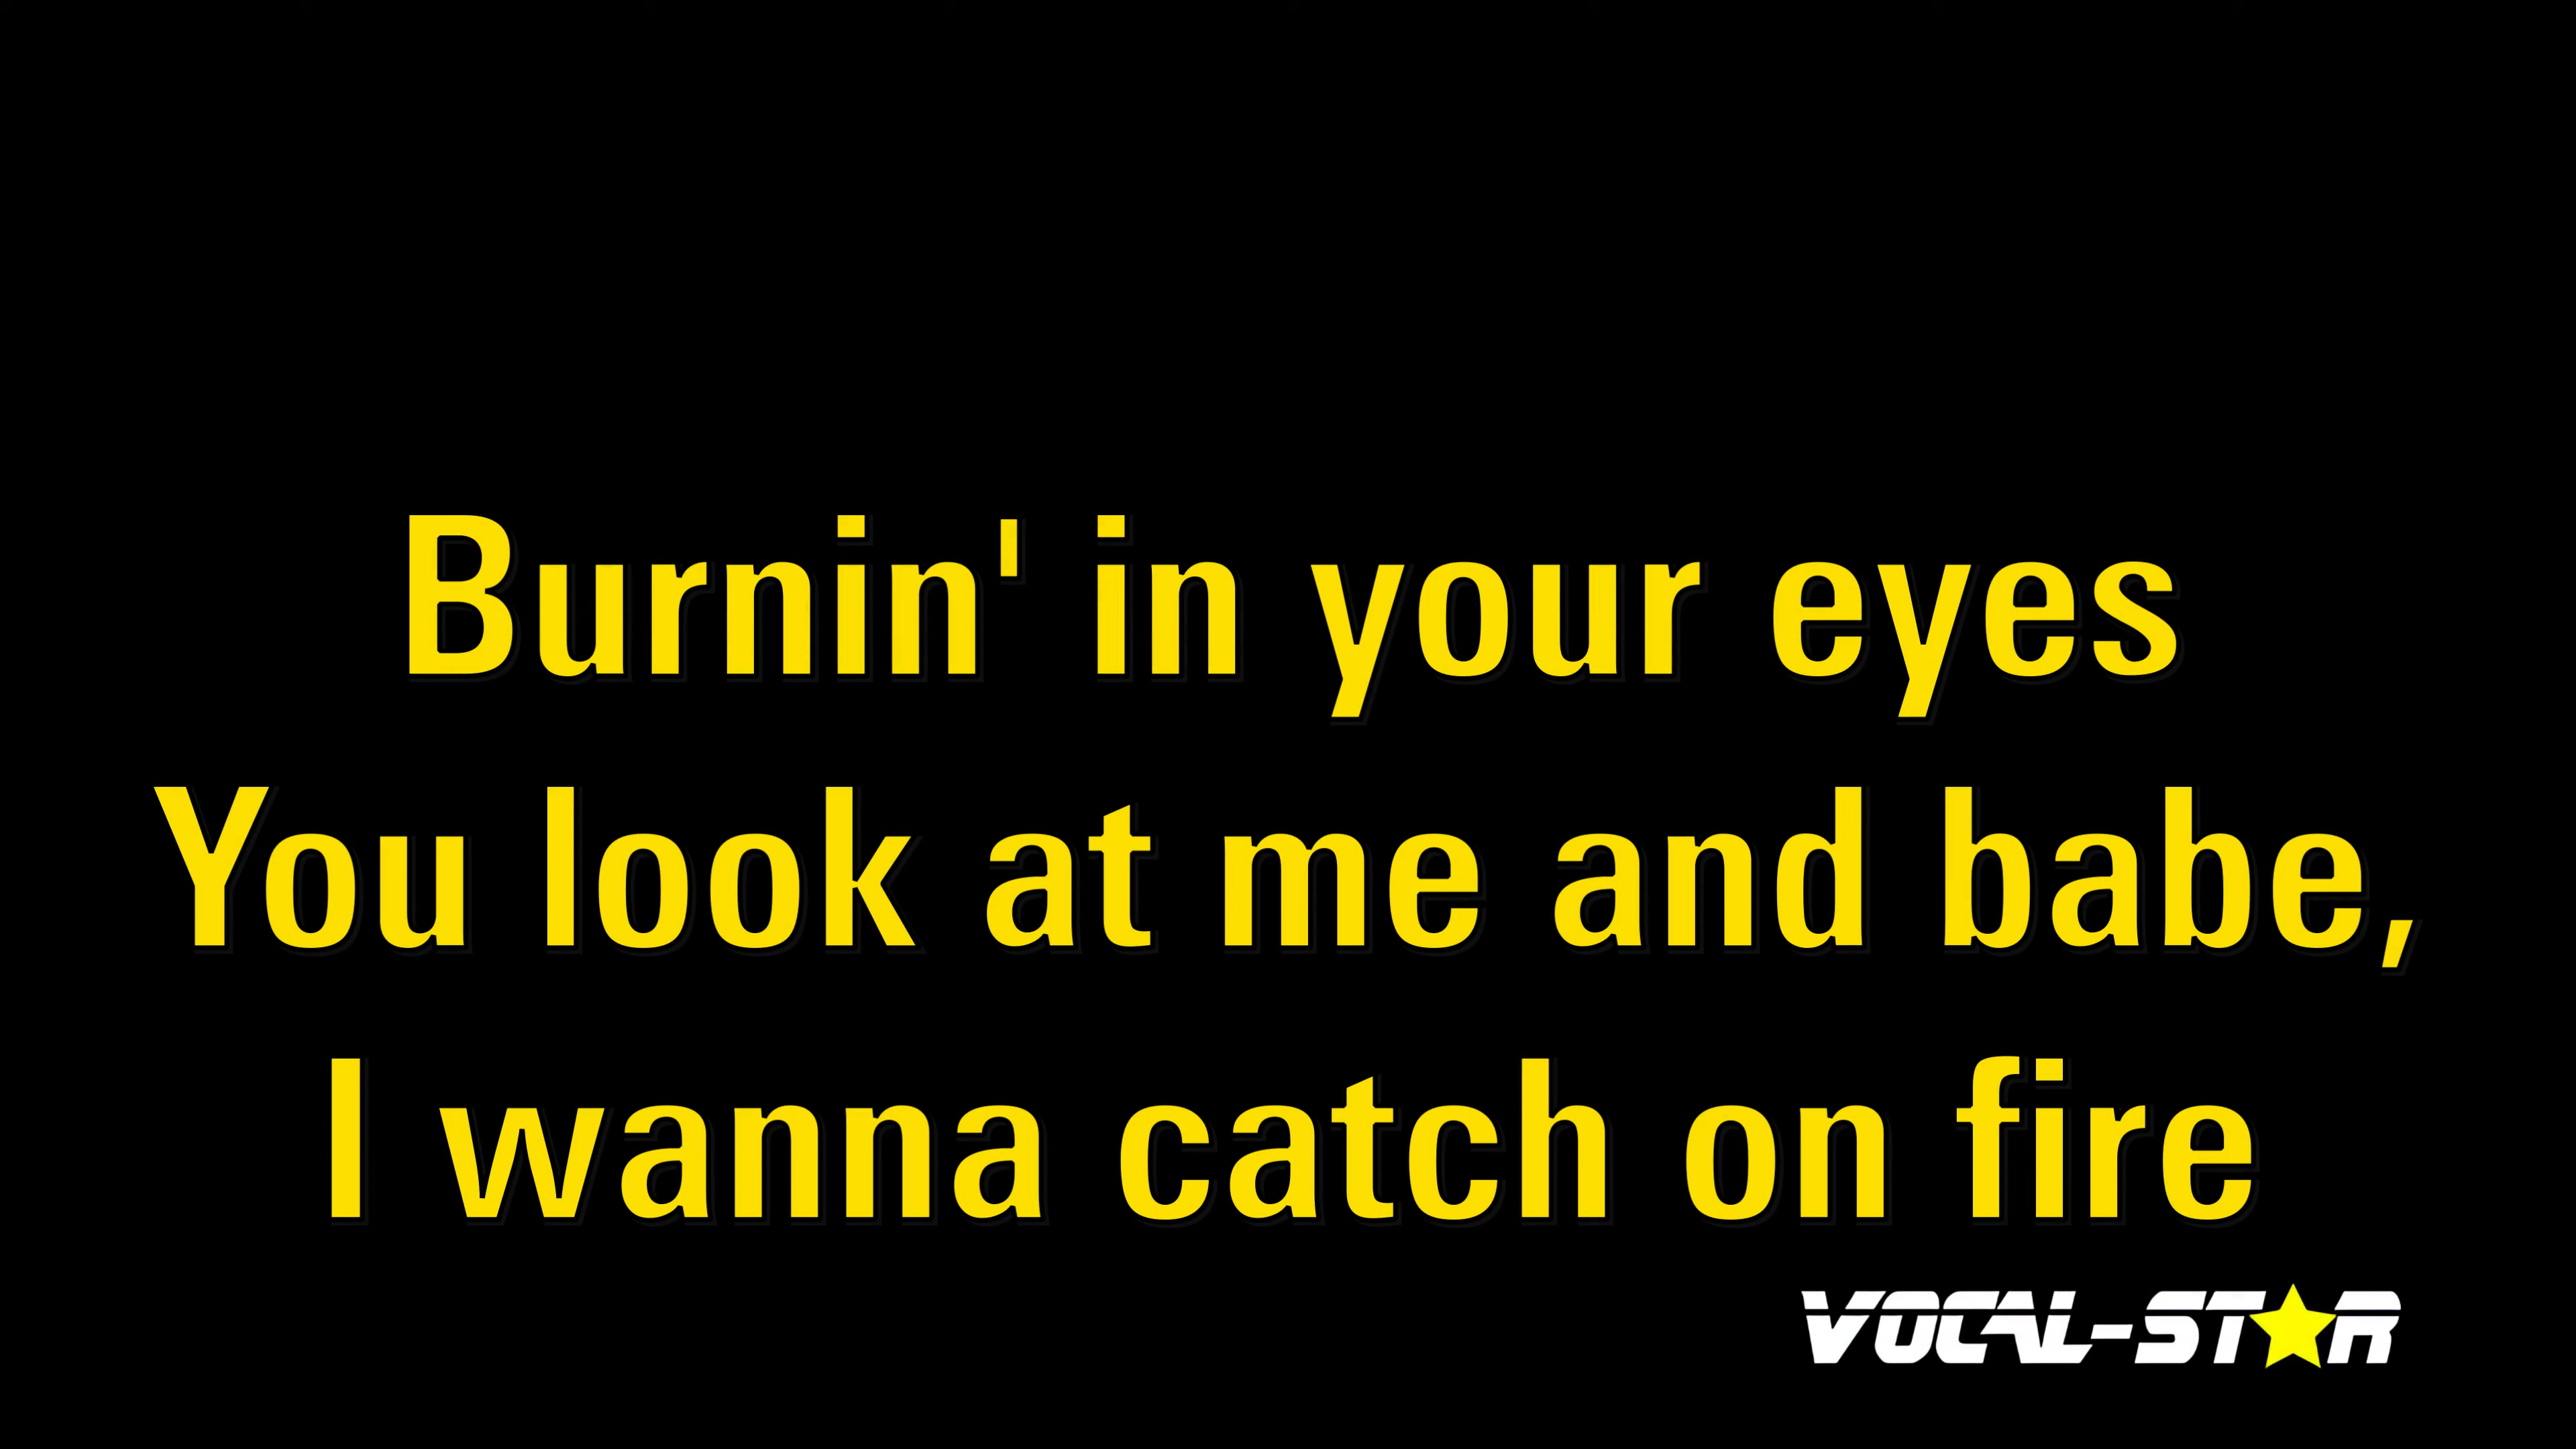 Burnin' in your eyes
You look at me and babe,
I wanna catch on fire
VOCAL-STAR